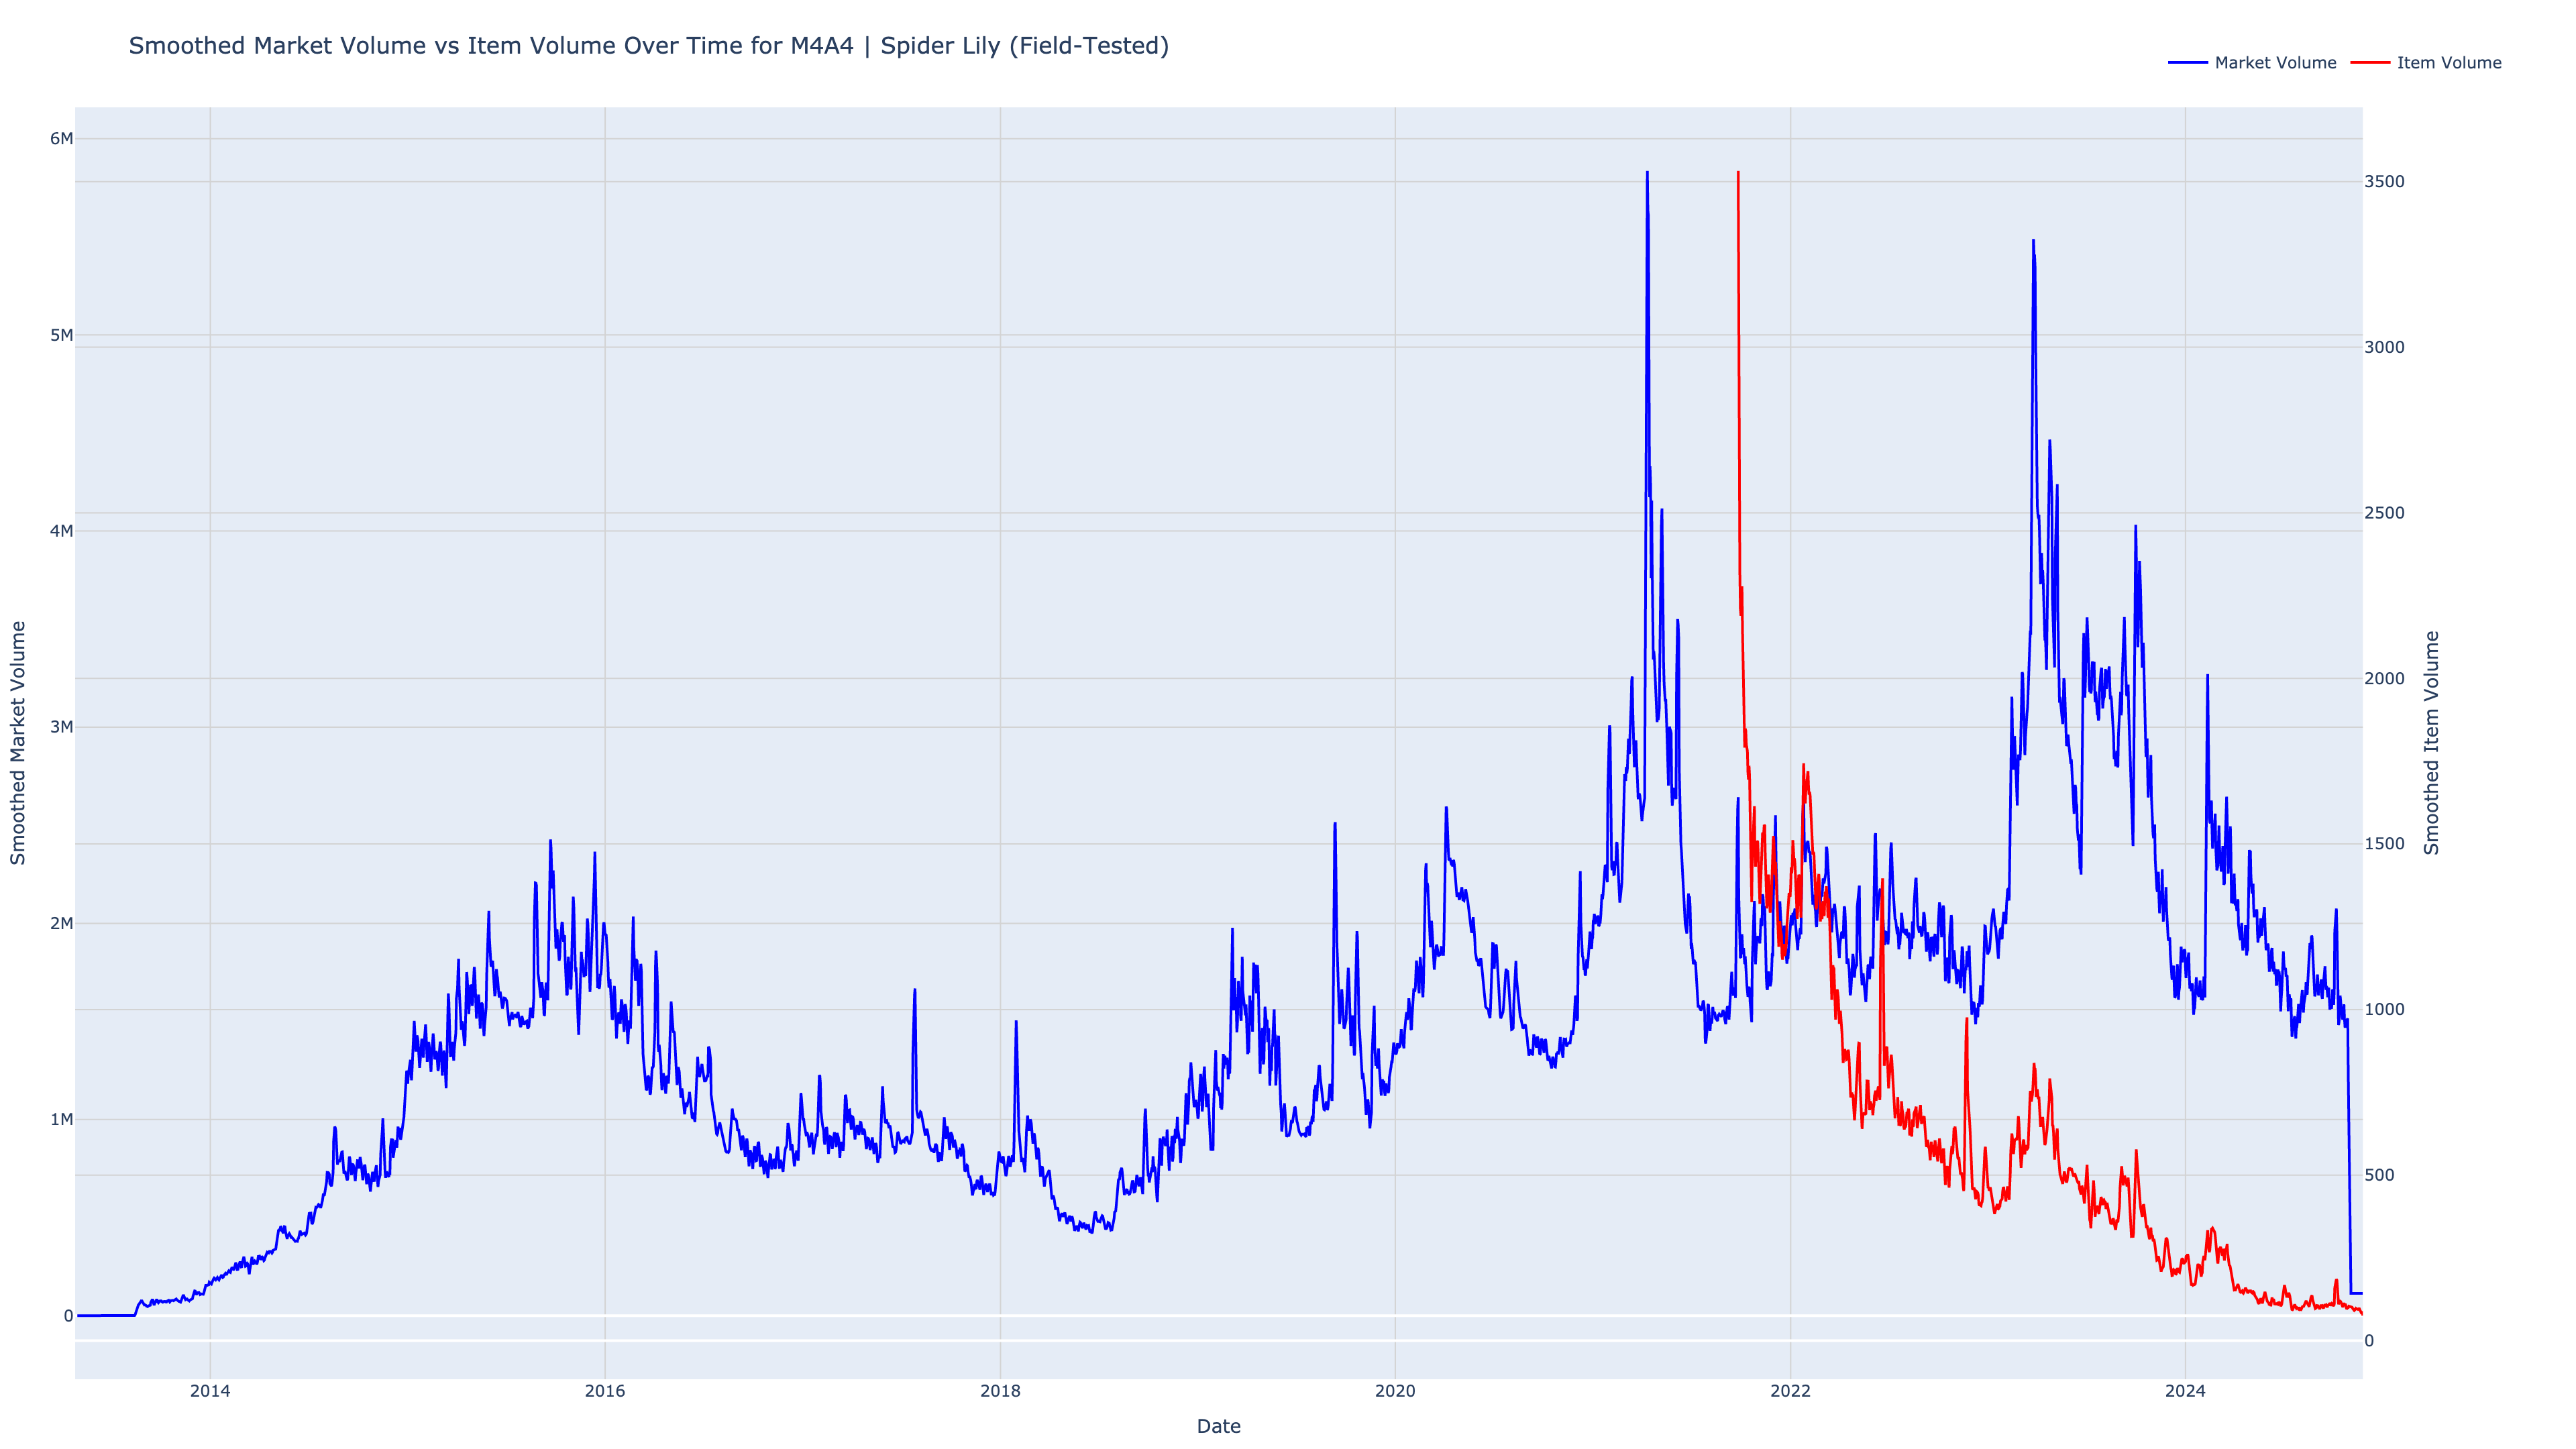 Smoothed Market Volume vs Item Volume Over Time for M4A4 | Spider Lily (Field-Tested)
Market Volume
Item Volume
6M
5M
4M
3M
2M
1M
0
Smoothed Market Volume
3500
3000
2500
2000
1500
1000
500
0
Smoothed Item Volume
2014
2016
2018
2020
2022
2024
Date